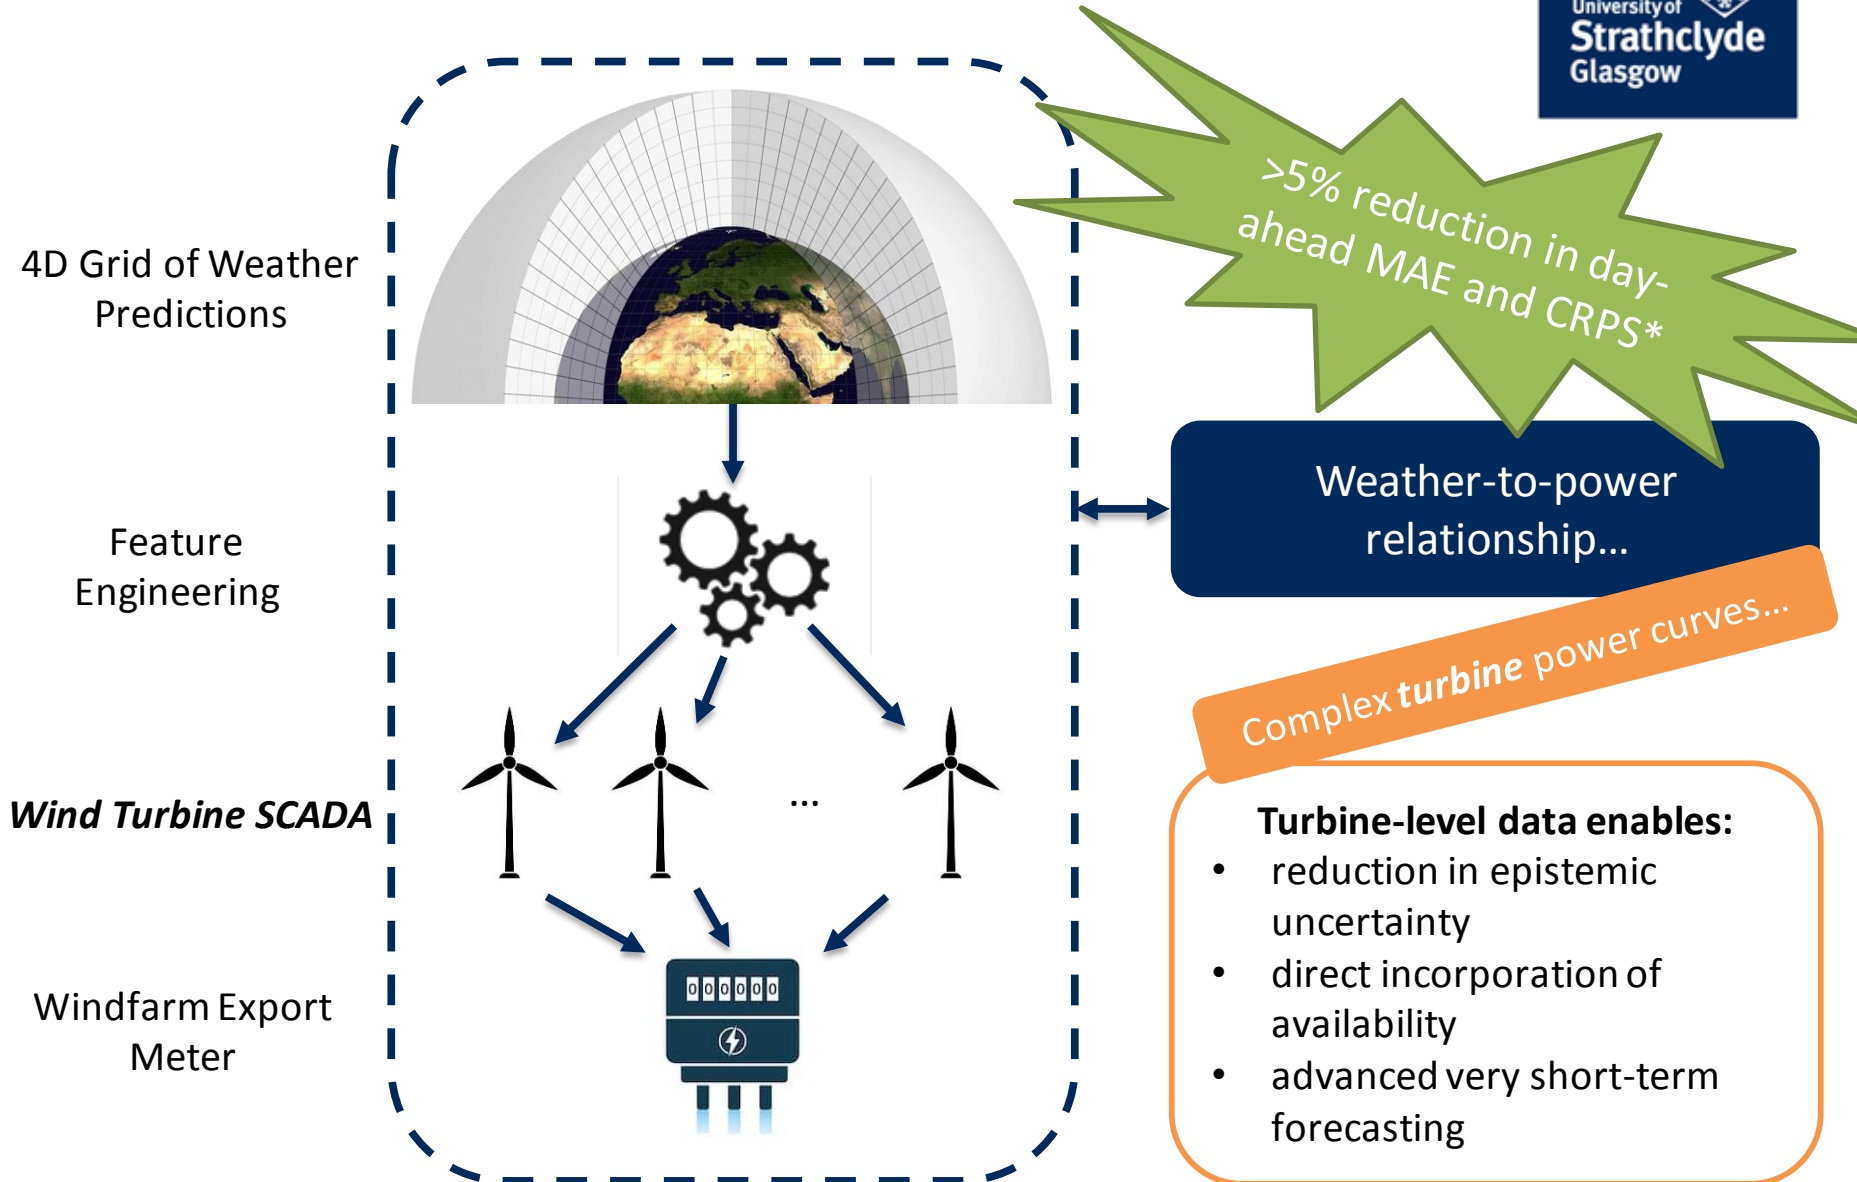 University of
Strathclyde
Glasgow
>5% reduction in day-
ahead MAE and CRPS*
4D Grid of Weather
Predictions
Weather-to-power
relationship...
Feature
Engineering
Complex turbine power curves...
Wind Turbine SCADA
...
Turbine-level data enables:
• reduction in epistemic
uncertainty
• direct incorporation of
availability
• advanced very short-term
forecasting
Windfarm Export
Meter
000000